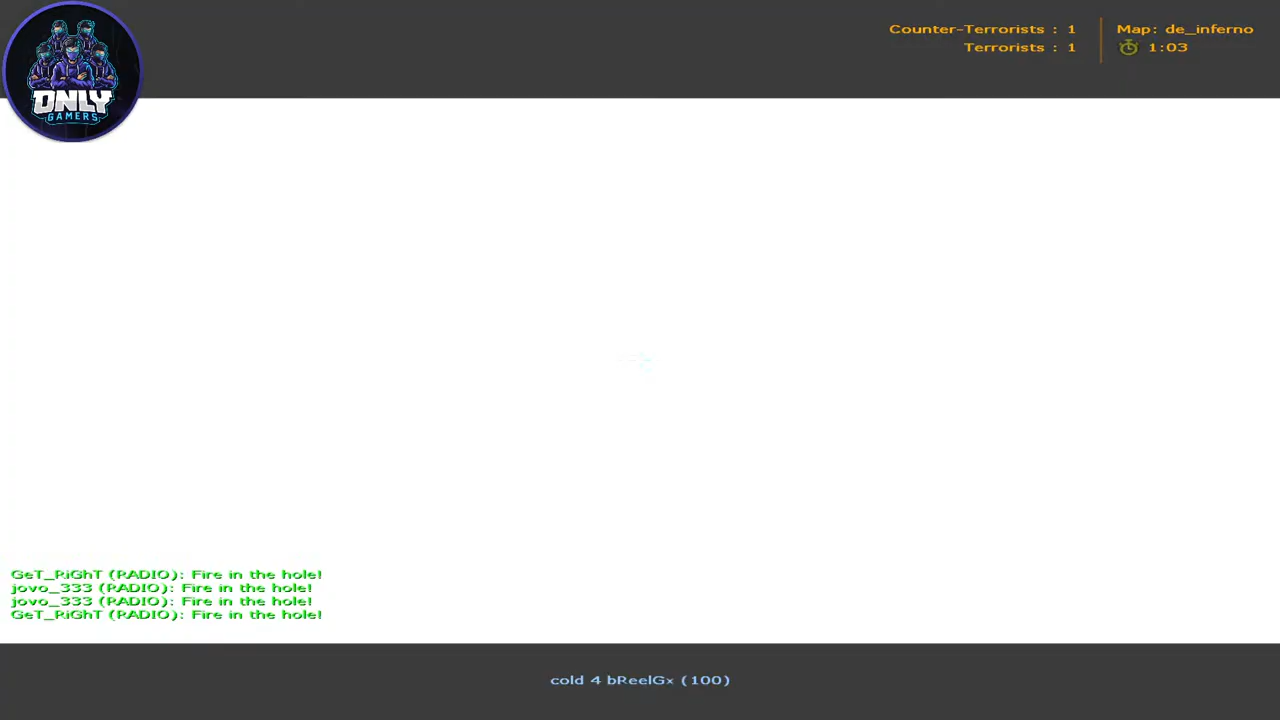 ONLY
GAMERS
Counter-Terrorists : 1
Terrorists : 1
Map: de_inferno
1:03
GeT_RiGhT (RADIO): Fire in the hole!
jovo_333 (RADIO): Fire in the hole!
jovo_333 (RADIO): Fire in the hole!
GeT_RiGhT (RADIO): Fire in the hole!
cold 4 bReelGx (100)